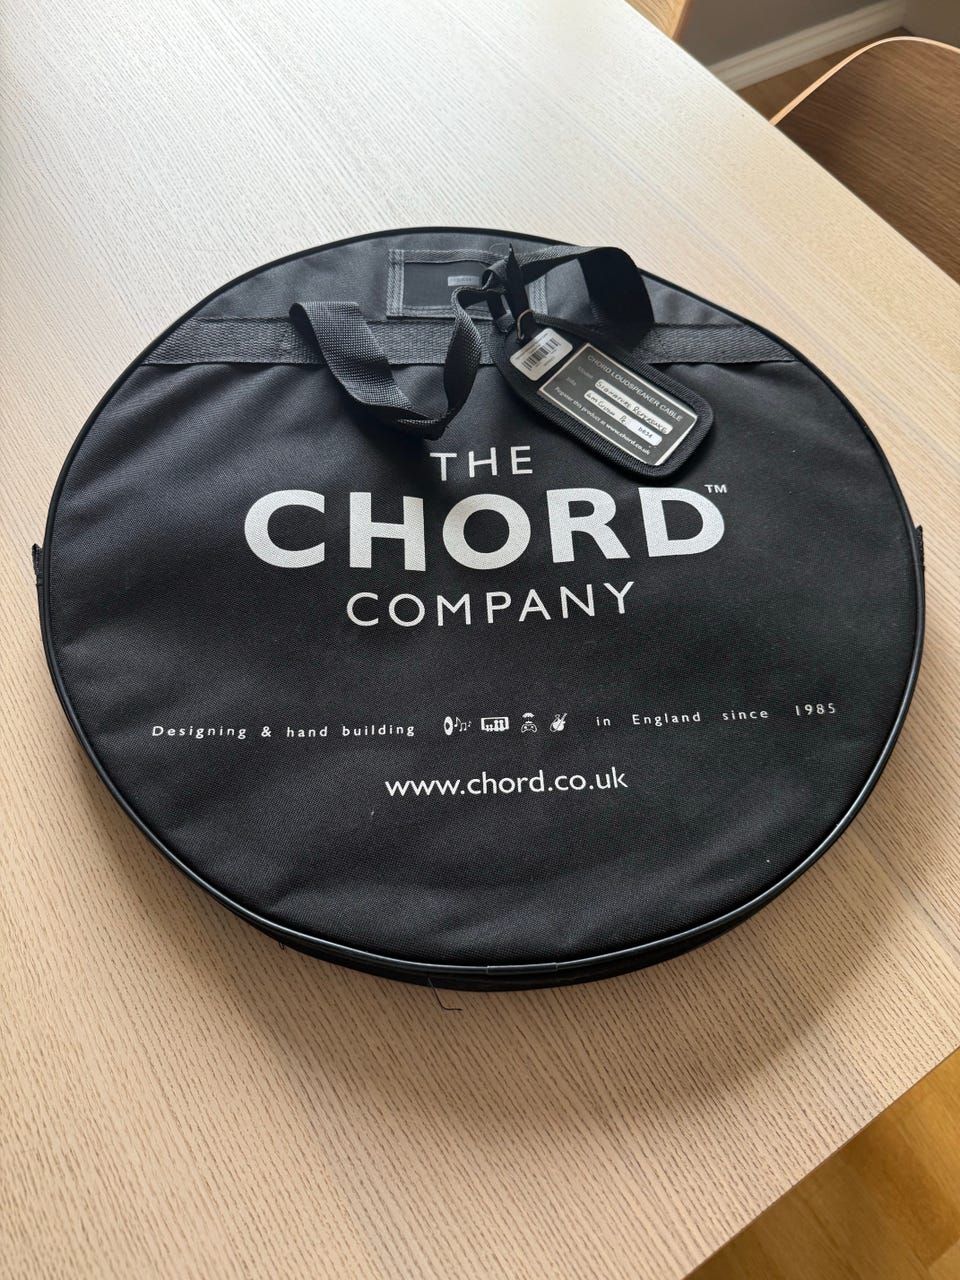 CHORD LOUDSPEAKER CABLE
Register this product at www.chord.co.uk
THE
CHORD™
COMPANY
Designing & hand building in England since 1985
www.chord.co.uk